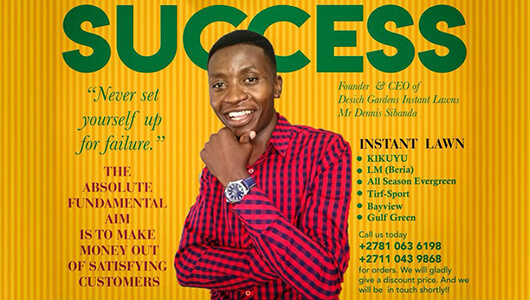 SUCCESS
“Never set
yourself up
for failure.”
THE
ABSOLUTE
FUNDAMENTAL
AIM
IS TO MAKE
MONEY OUT
OF SATISFYING
CUSTOMERS
Founder & CEO of
Desich Gardens Instant Lawns
Mr Dennis Sibanda
INSTANT LAWN
KIKUYU
LM (Beria)
All Season Evergreen
Tirf-Sport
Bayview
Gulf Green
Call us today
+2781 063 6198
+2711 043 9868
for orders. We will gladly
give a discount price. And we
will be in touch shortly!!